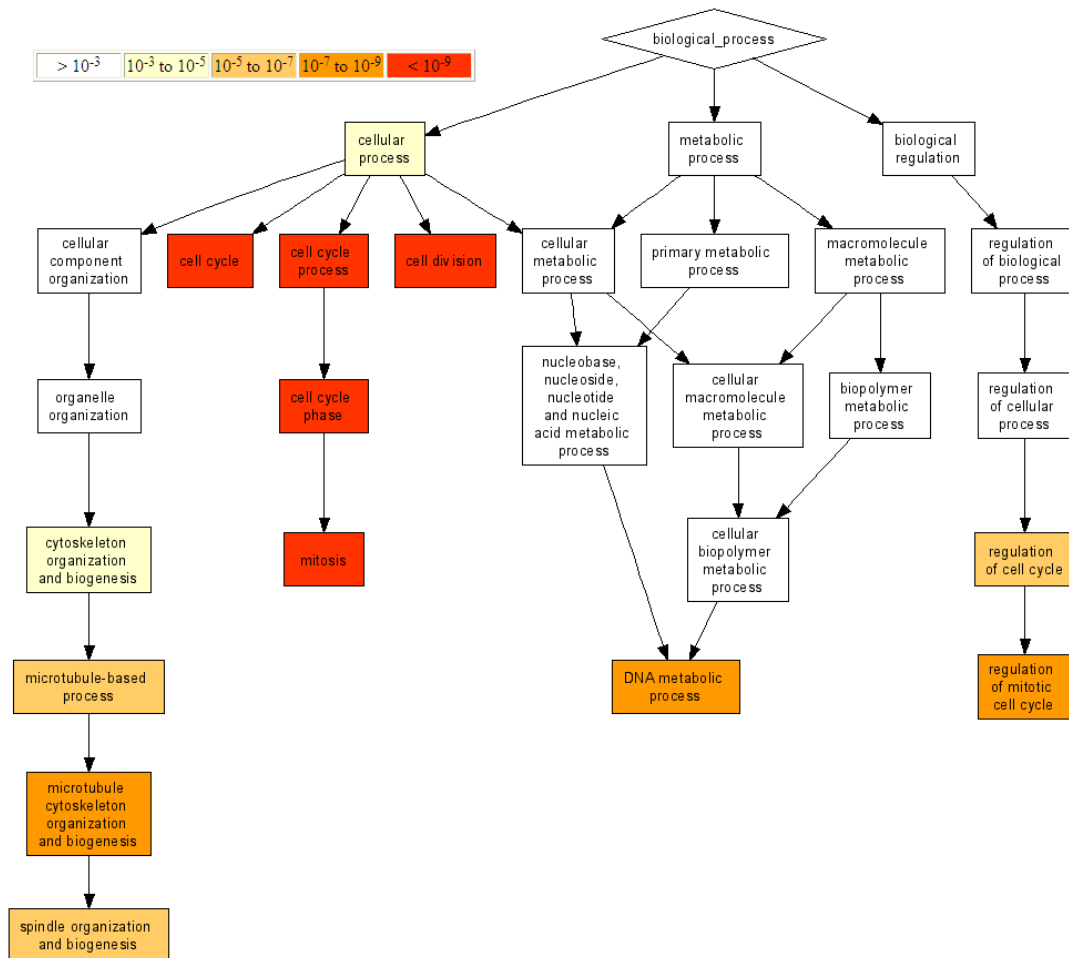 biological_process
> 10-3
10-3 to 10-5
10-5 to 10-7
10-7 to 10-9
< 10-9
cellular
process
metabolic
process
biological
regulation
cellular
component
organization
cell cycle
cell cycle
process
cell division
cellular
metabolic
process
primary metabolic
process
macromolecule
metabolic
process
regulation
of biological
process
organelle
organization
cell cycle
phase
nucleobase,
nucleoside,
nucleotide
and nucleic
acid metabolic
process
cellular
macromolecule
metabolic
process
biopolymer
metabolic
process
regulation
of cellular
process
cytoskeleton
organization
and biogenesis
mitosis
cellular
biopolymer
metabolic
process
regulation
of cell cycle
microtubule-based
process
DNA metabolic
process
regulation
of mitotic
cell cycle
microtubule
cytoskeleton
organization
and biogenesis
spindle organization
and biogenesis